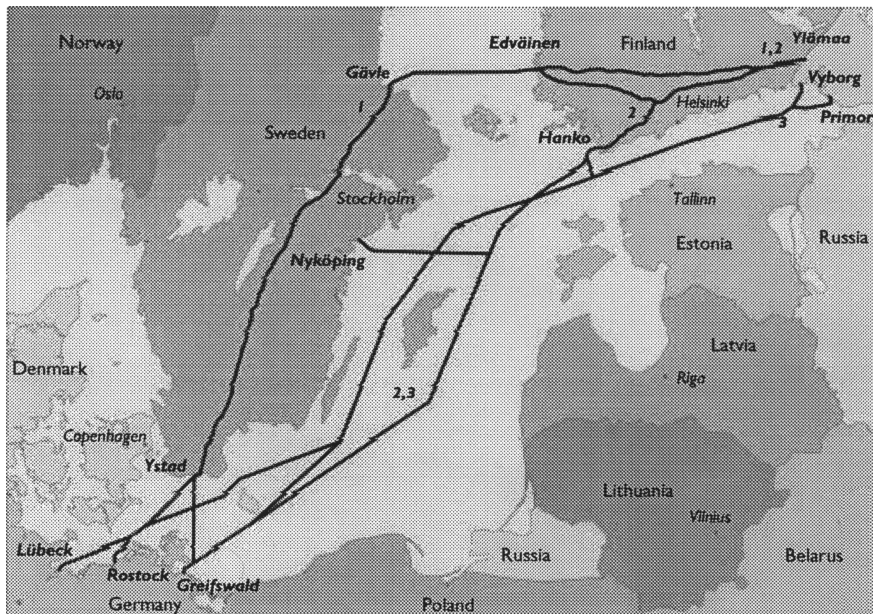 Norway
Edväinen
Finland
1,2
Ylämaa
Gävle
Vyborg
Oslo
1
Helsinki
2
Primor
Sweden
Hanko
3
Stockholm
Tallinn
Nyköping
Estonia
Russia
Denmark
Latvia
2,3
Riga
Copenhagen
Ystad
Lithuania
Vilnius
Lübeck
Russia
Belarus
Rostock
Greifswald
Germany
Poland